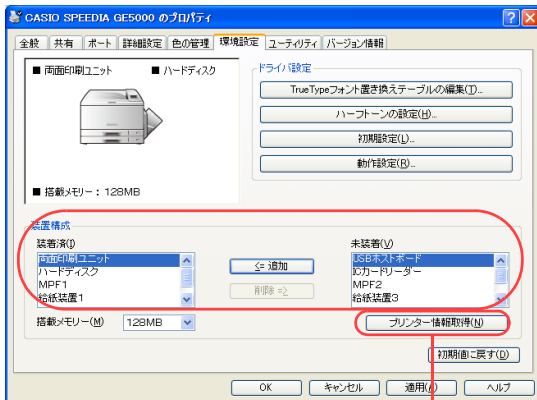 CASIO SPEEDIA GE5000 のプロパティ
全般 共有 ポート 詳細設定 色の管理 環境設定 ユーティリティ バージョン情報
■ 両面印刷ユニット ■ ハードディスク
ドライバ設定
TrueTypeフォント置き換えテーブルの編集(T)...
ハーフトーンの設定(H)...
初期設定(L)...
動作設定(R)...
■ 搭載メモリー：128MB
装置構成
装着済(I) 未装着(V)
両面印刷ユニット USBホストボード
ハードディスク ICカードリーダー
MPF1 MPF2
給紙装置1 給紙装置3
<= 追加
削除 =>
搭載メモリー(M) 128MB プリンター情報取得(N)
初期値に戻す(D)
OK キャンセル 適用(A) ヘルプ